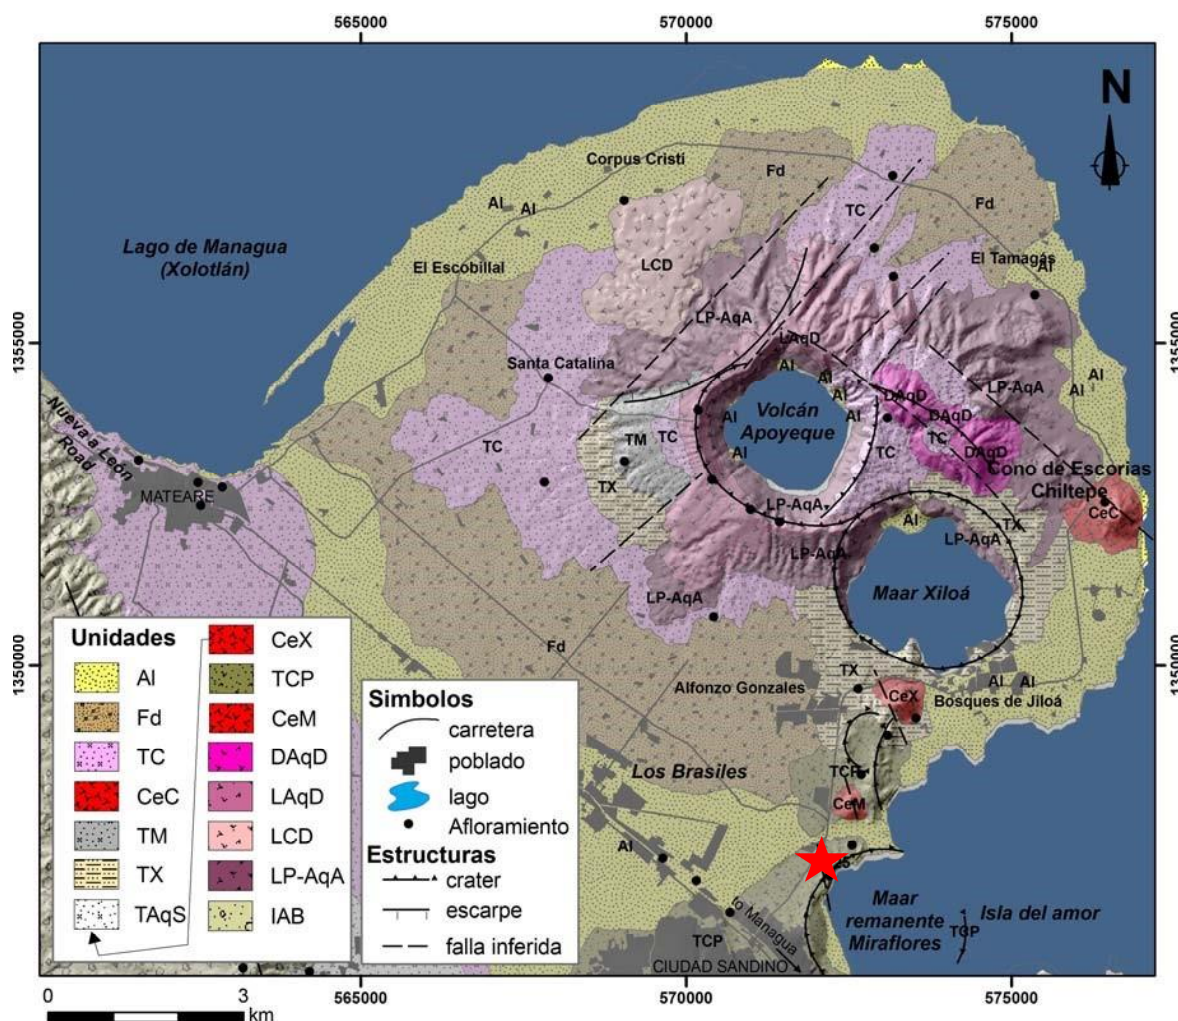 565000
570000
575000
N
Corpus Cristi
Fd
Al
Al
TC
Fd
Lago de Managua
(Xolotlán)
El Escobillal
LCD
El Tamagás
Al
LP-AqA
1355000
1355000
Santa Catalina
LAqD
Al
Al
Al
Al
DAqD
LP-AqA
Al
Al
Nueva a León
Road
TC
TM
TC
Volcán
Apoyeque
DAqD
TC
TC
DAqD
Cono de Escorias
Chiltepe
MATEARE
TX
Al
LP-AqA
Al
TX
CeC
LP-AqA
LP-AqA
LP-AqA
Maar Xiloá
Fd
1350000
1350000
Alfonzo Gonzales
TX
CeX
Al
Al
Bosques de Jiloá
Los Brasiles
TCP
CeM
Al
Maar
remanente
Miraflores
Isla del amor
TCP
to Managua
TCP
CIUDAD SANDINO
Unidades
Al
Fd
TC
CeC
TM
TX
TAqS
CeX
TCP
CeM
DAqD
LAqD
LCD
LP-AqA
IAB
Simbolos
carretera
poblado
lago
Afloramiento
Estructuras
crater
escarpe
falla inferida
565000
570000
575000
0
3
km